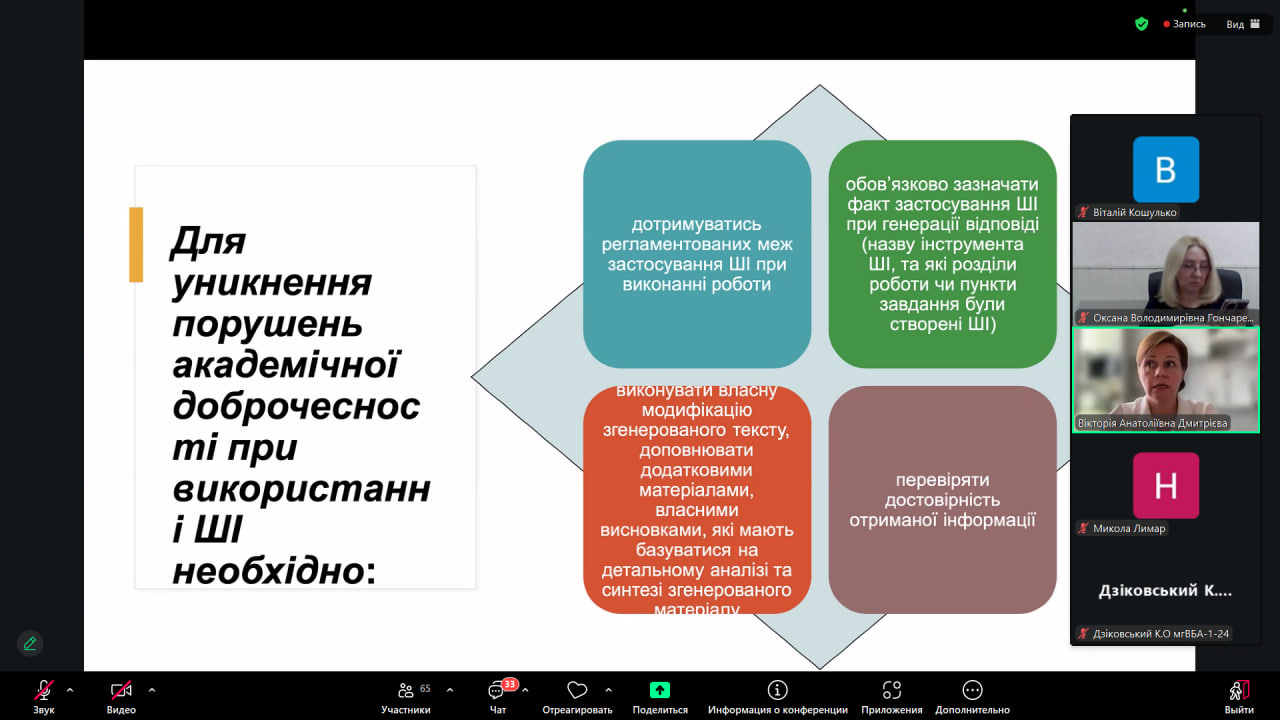 Запись
Вид
Для
уникнення
порушень
академічної
доброчеснос
ті при
використанн
і ШІ
необхідно:
дотримуватись
регламентованих меж
застосування ШІ при
виконанні роботи
обов’язково зазначати
факт застосування ШІ
при генерації відповіді
(назву інструмента
ШІ, та які розділи
роботи чи пункти
завдання були
створені ШІ)
виконувати власну
модифікацію
згенерованого тексту,
доповнювати
додатковими
матеріалами,
власними
висновками, які мають
базуватися на
детальному аналізі та
синтезі згенерованого
матеріалу
перевіряти
достовірність
отриманої інформації
В
Віталій Кошулько
Оксана Володимирівна Гончаре...
Вікторія Анатоліївна Дмитрієва
Н
Микола Лимар
Дзіковський К....
Дзіковський К.О мгВБА-1-24
Звук
Видео
65
Участники
33
Чат
Отреагировать
Поделиться
Информация о конференции
Приложения
Дополнительно
Выйти